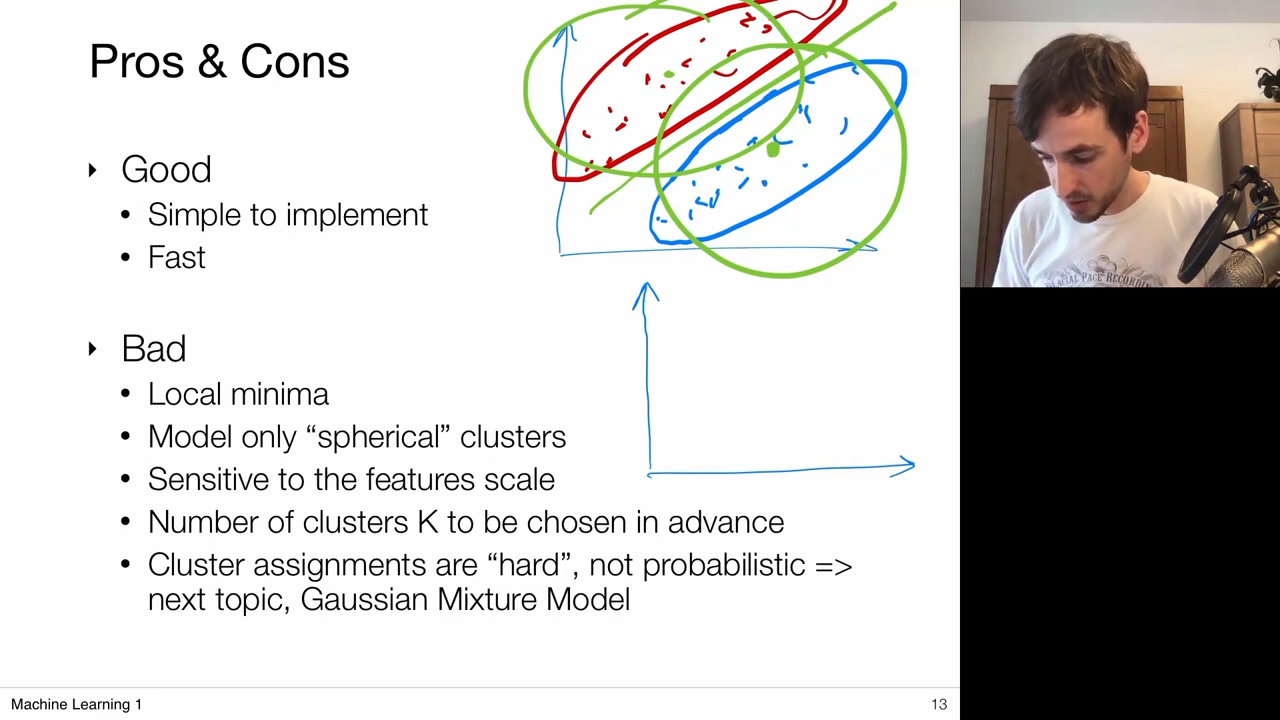 Pros & Cons
‣ Good
• Simple to implement
• Fast
‣ Bad
• Local minima
• Model only “spherical” clusters
• Sensitive to the features scale
• Number of clusters K to be chosen in advance
• Cluster assignments are “hard”, not probabilistic =>
next topic, Gaussian Mixture Model
Machine Learning 1
13